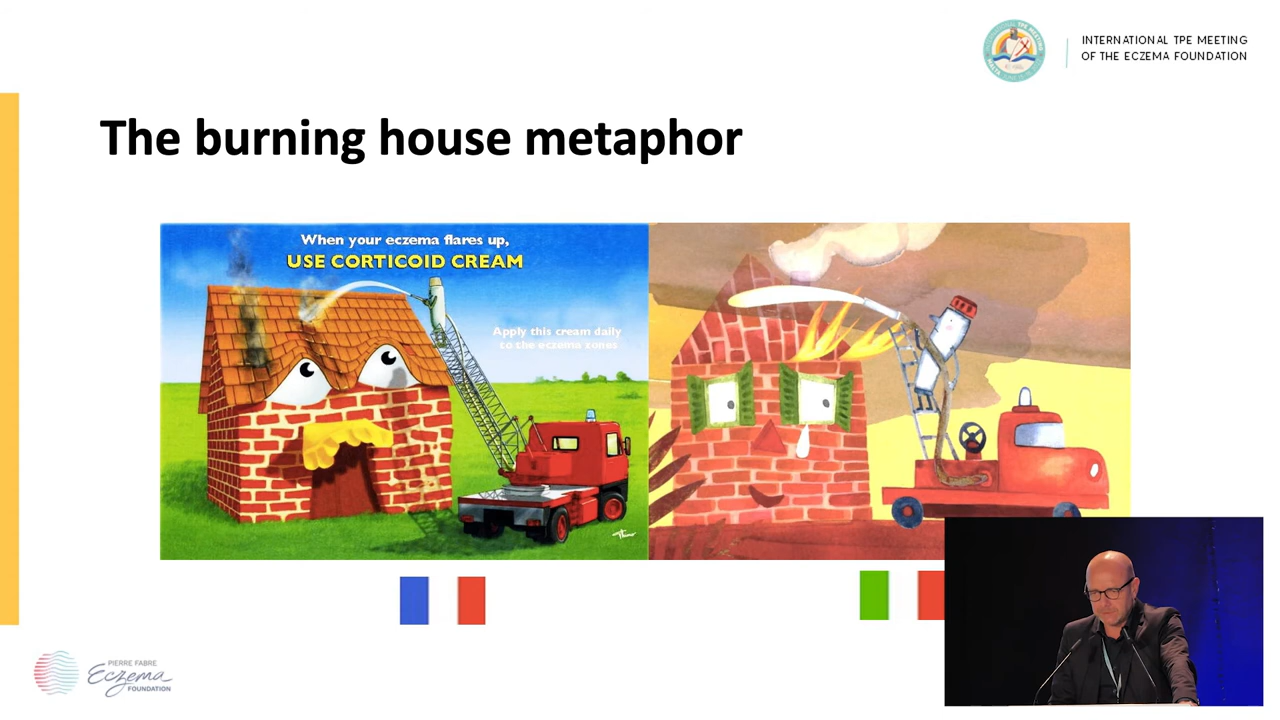 INTERNATIONAL TPE MEETING
OF THE ECZEMA FOUNDATION
The burning house metaphor
When your eczema flares up,
USE CORTICOID CREAM
Apply this cream daily
to the eczema zones
PIERRE FABRE
Eczema
FOUNDATION